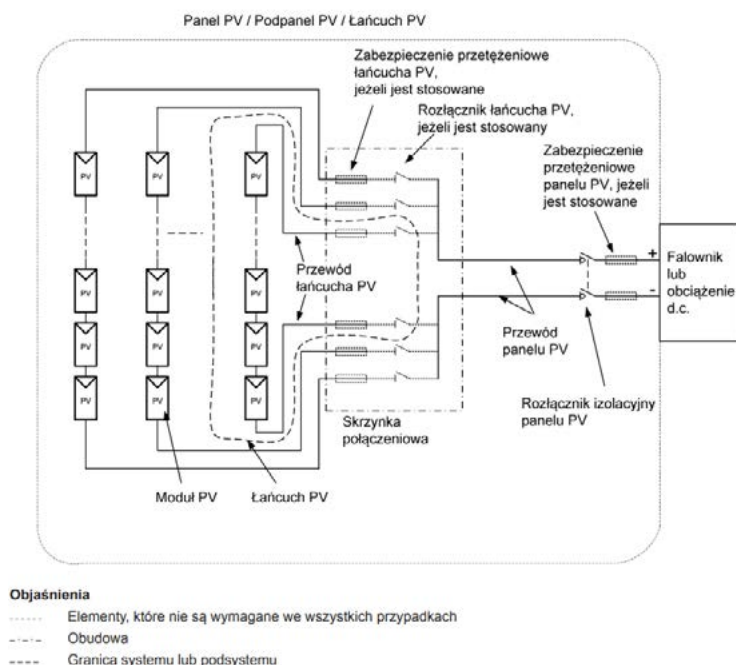 Panel PV / Podpanel PV / Łańcuch PV
Zabezpieczenie przetężeniowe
łańcucha PV,
jeżeli jest stosowane
Rozłącznik łańcucha PV,
jeżeli jest stosowany
Zabezpieczenie
przetężeniowe
panelu PV, jeżeli
jest stosowane
PV
PV
PV
+
Falownik
lub
obciążenie
d.c.
-
Przewód
łańcucha PV
PV
PV
PV
Przewód
panelu PV
PV
PV
PV
PV
PV
PV
Rozłącznik izolacyjny
panelu PV
Skrzynka
połączeniowa
Moduł PV
Łańcuch PV
Objaśnienia
Elementy, które nie są wymagane we wszystkich przypadkach
Obudowa
Granica systemu lub podsystemu